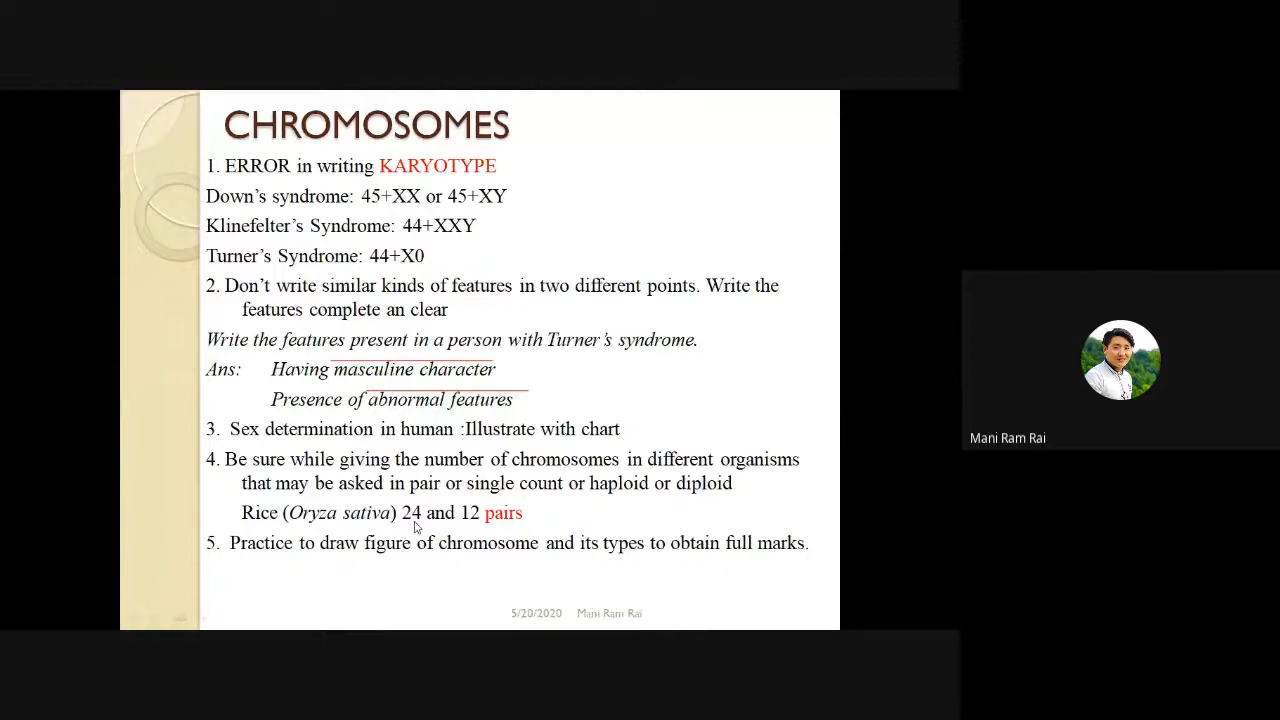 CHROMOSOMES
1. ERROR in writing KARYOTYPE
Down’s syndrome: 45+XX or 45+XY
Klinefelter’s Syndrome: 44+XXY
Turner’s Syndrome: 44+X0
2. Don’t write similar kinds of features in two different points. Write the
features complete an clear
Write the features present in a person with Turner’s syndrome.
Ans: Having masculine character
Presence of abnormal features
3. Sex determination in human :Illustrate with chart
4. Be sure while giving the number of chromosomes in different organisms
that may be asked in pair or single count or haploid or diploid
Rice (Oryza sativa) 24 and 12 pairs
5. Practice to draw figure of chromosome and its types to obtain full marks.
5/20/2020 Mani Ram Rai
Mani Ram Rai